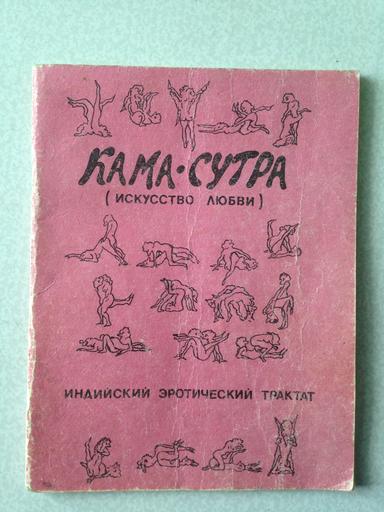 КАМА·СУТРА
(ИСКУССТВО ЛЮБВИ)
ИНДИЙСКИЙ ЭРОТИЧЕСКИЙ ТРАКТАТ